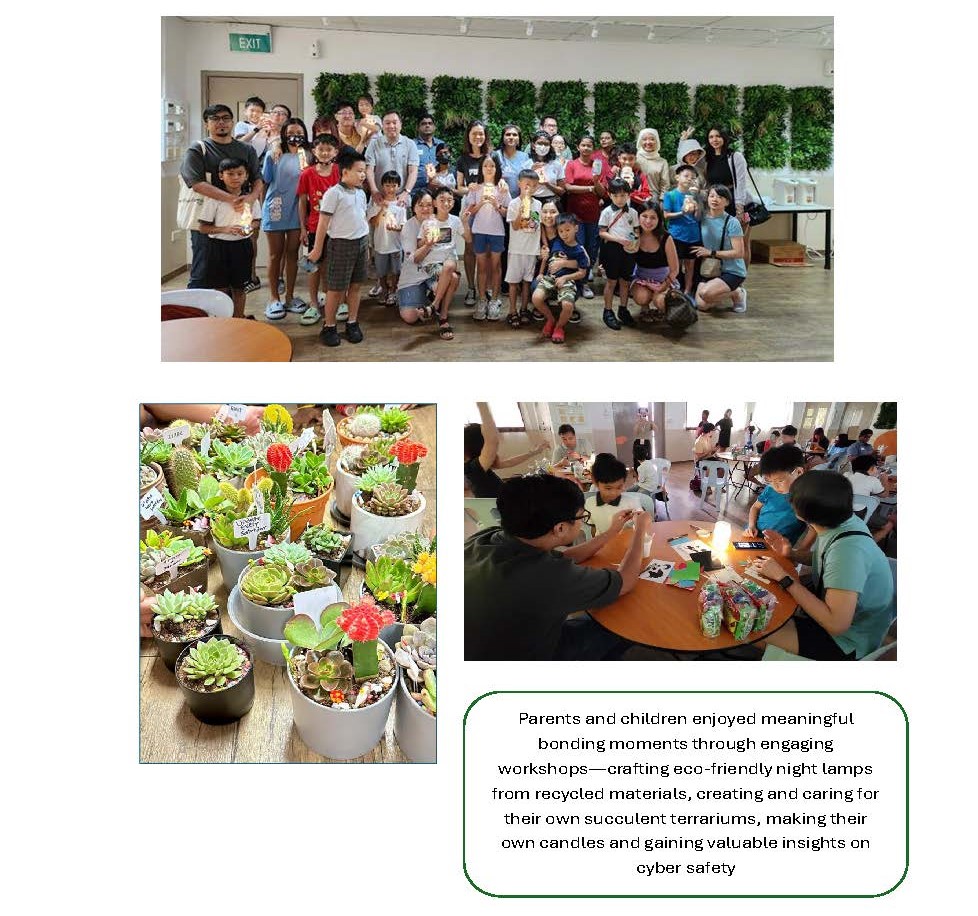 EXIT
Parents and children enjoyed meaningful
bonding moments through engaging
workshops—crafting eco-friendly night lamps
from recycled materials, creating and caring for
their own succulent terrariums, making their
own candles and gaining valuable insights on
cyber safety